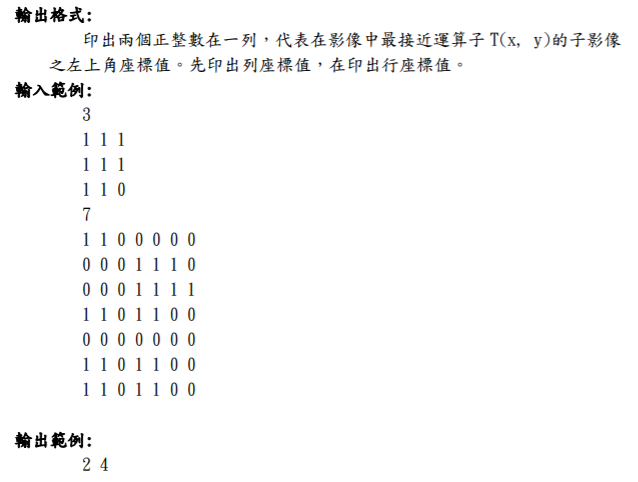 輸出格式:
印出兩個正整數在一列，代表在影像中最接近運算子 T(x, y)的子影像
之左上角座標值。先印出列座標值，在印出行座標值。
輸入範例:
3
1 1 1
1 1 1
1 1 0
7
1 1 0 0 0 0 0
0 0 0 1 1 1 0
0 0 0 1 1 1 1
1 1 0 1 1 0 0
0 0 0 0 0 0 0
1 1 0 1 1 0 0
1 1 0 1 1 0 0
輸出範例:
2 4